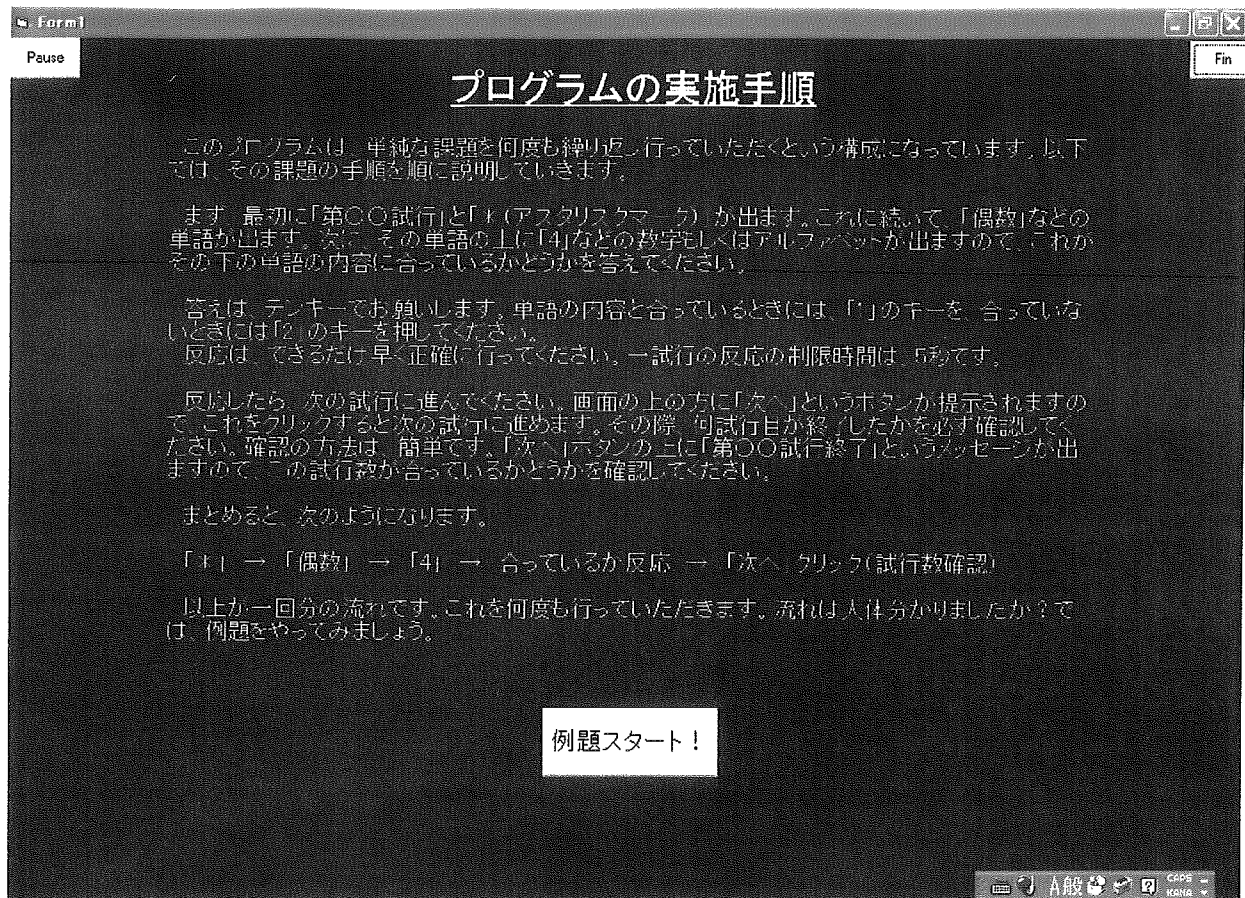 Form1
Pause
Fin
プログラムの実施手順
このプログラムは、単純な課題を何度も繰り返し行っていただくという構成になっています。以下
では、その課題の手順を順に説明していきます。
まず、最初に「第〇〇試行」と「*(アスタリスクマーク)」が出ます。これに続いて、「偶数」などの
単語が出ます。次に、その単語の上に「4」などの数字もしくはアルファベットが出ますので、これが
その下の単語の内容に合っているかどうかを答えてください。
答えは、テンキーでお願いします。単語の内容と合っているときには、「1」のキーを、合っていな
いときには「2」のキーを押してください。
反応は、できるだけ早く正確に行ってください。一試行の反応の制限時間は、5秒です。
反応したら、次の試行に進んでください。画面の上の方に「次へ」というボタンが提示されますの
で、これをクリックすると次の試行に進めます。その際、何試行目が終了したかを必ず確認してく
ださい。確認の方法は、簡単です。「次へ」ボタンの上に「第〇〇試行終了」というメッセージが出
ますので、この試行数が合っているかどうかを確認してください。
まとめると、次のようになります。
「*」 → 「偶数」 → 「4」 → 合っているか反応 → 「次へ」クリック(試行数確認)
以上が一回分の流れです。これを何度も行っていただきます。流れは大体分かりましたか?で
は、例題をやってみましょう。
例題スタート!
A般 CAPS
KANA